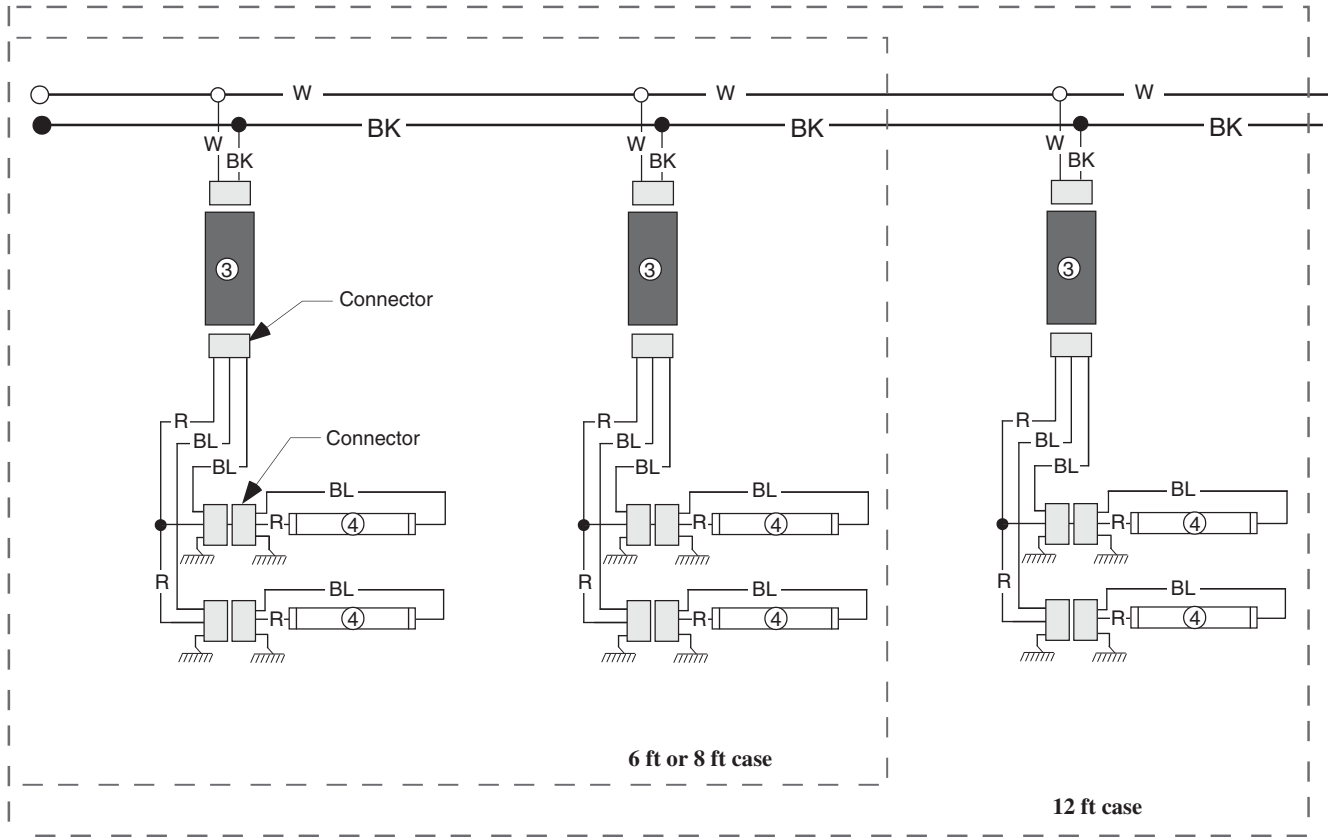 W W W
BK BK BK
W BK W BK W BK
3 3 3
Connector
R R R
BL BL BL
Connector
BL BL BL
BL BL BL
R 4 R 4 R 4
R R R
BL BL BL
R 4 R 4 R 4
6 ft or 8 ft case
12 ft case